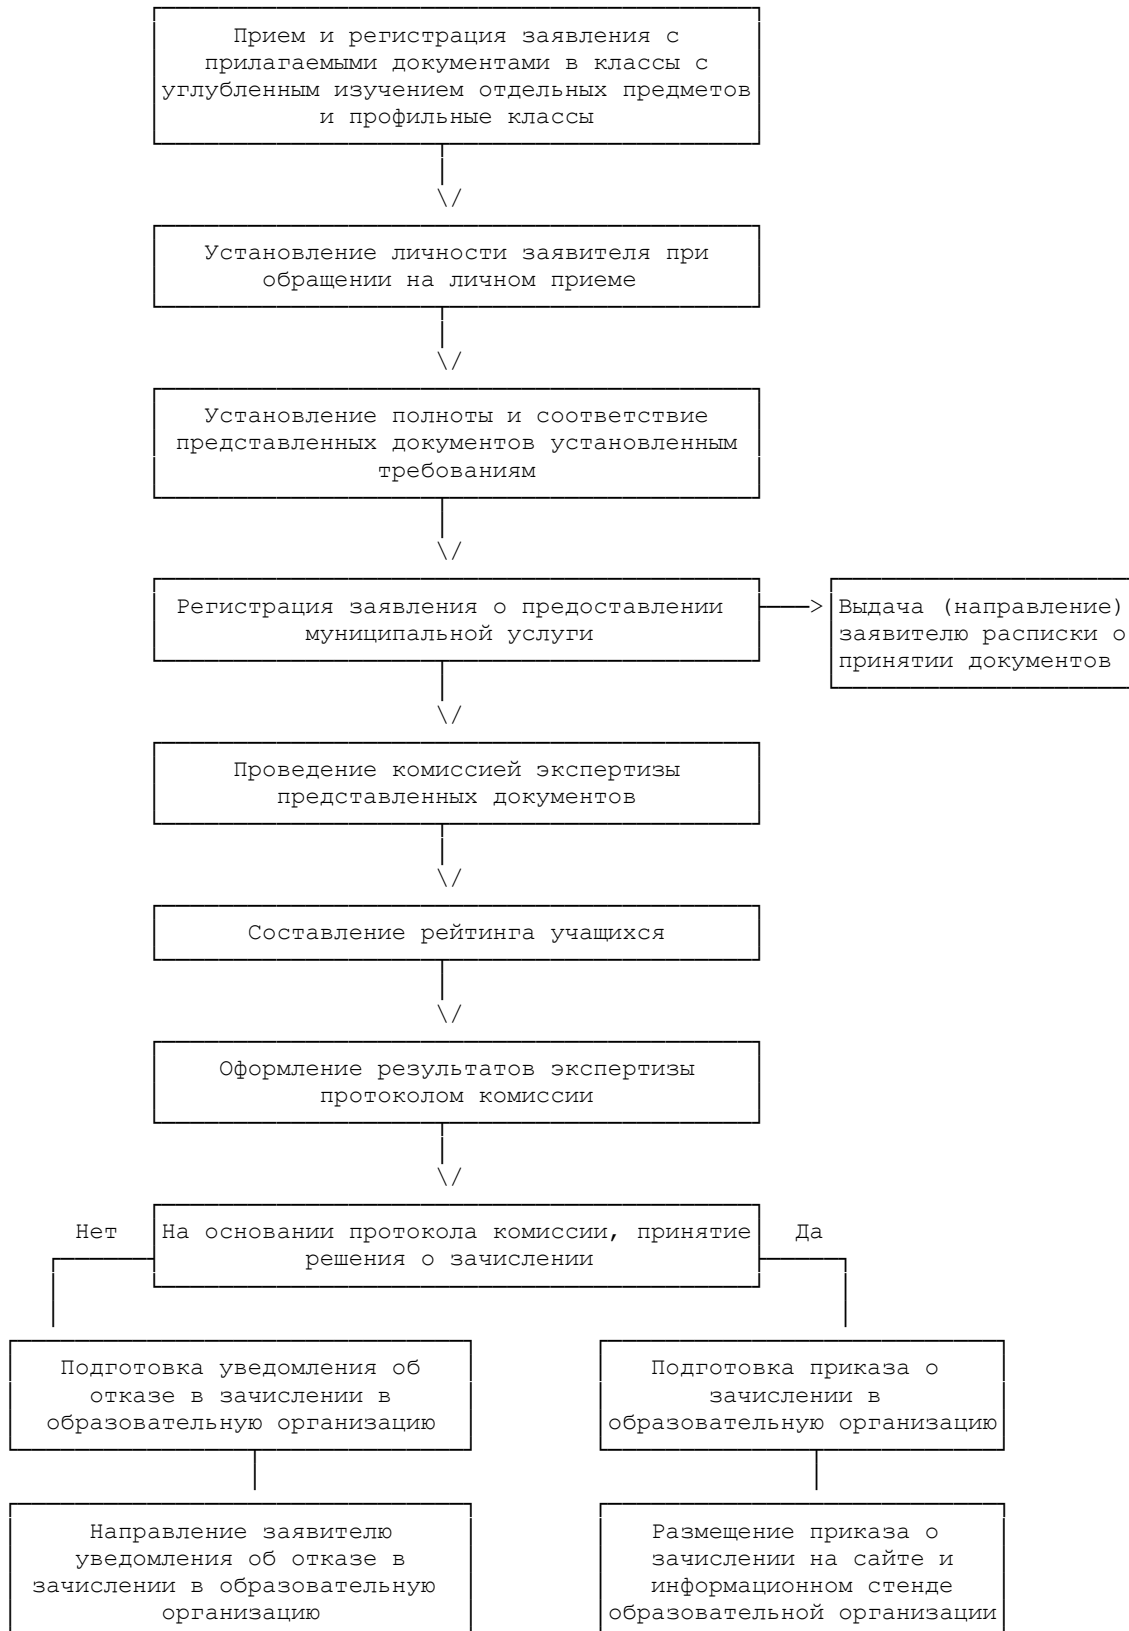 Прием и регистрация заявления с
прилагаемыми документами в классы с
углубленным изучением отдельных предметов
и профильные классы
\/
Установление личности заявителя при
обращении на личном приеме
\/
Установление полноты и соответствие
представленных документов установленным
требованиям
\/
Регистрация заявления о предоставлении
муниципальной услуги
>
Выдача (направление)
заявителю расписки о
принятии документов
\/
Проведение комиссией экспертизы
представленных документов
\/
Составление рейтинга учащихся
\/
Оформление результатов экспертизы
протоколом комиссии
\/
Нет
На основании протокола комиссии, принятие
решения о зачислении
Да
Подготовка уведомления об
отказе в зачислении в
образовательную организацию
Подготовка приказа о
зачислении в
образовательную организацию
Направление заявителю
уведомления об отказе в
зачислении в образовательную
организацию
Размещение приказа о
зачислении на сайте и
информационном стенде
образовательной организации